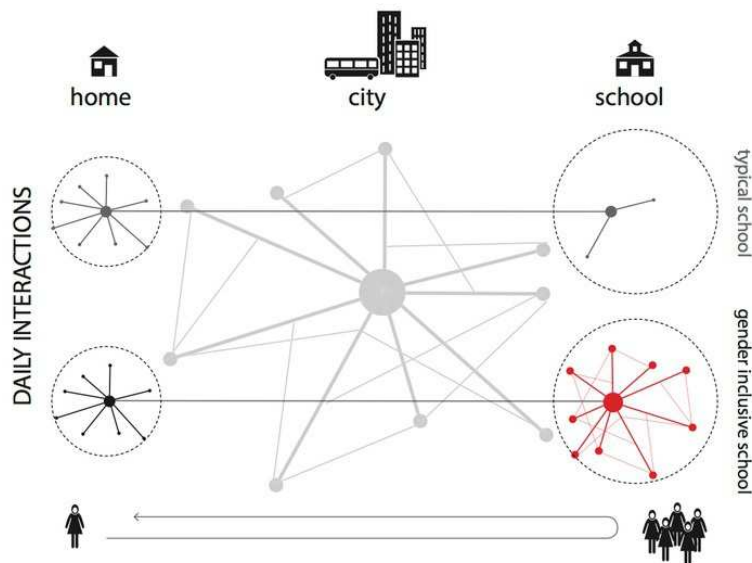 home
city
school
DAILY INTERACTIONS
typical school
gender inclusive school